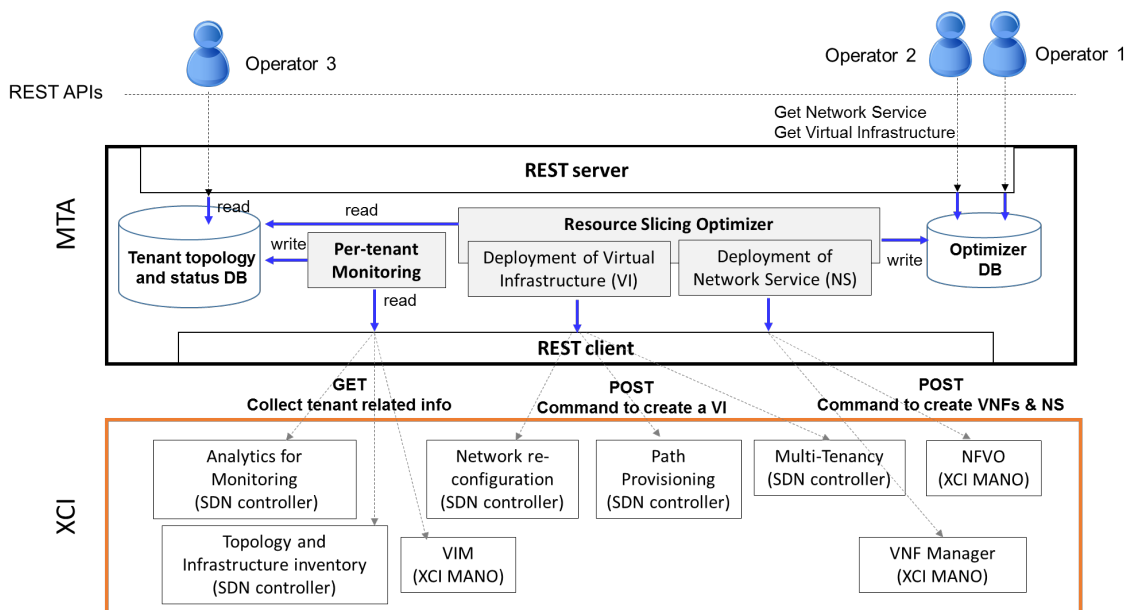 Operator 3
Operator 2
Operator 1
REST APIs
Get Network Service
Get Virtual Infrastructure
MTA
REST server
read
read
write
Tenant topology
and status DB
Per-tenant
Monitoring
read
Resource Slicing Optimizer
Deployment of Virtual
Infrastructure (VI)
Deployment of
Network Service (NS)
write
Optimizer
DB
REST client
GET
Collect tenant related info
POST
Command to create a VI
POST
Command to create VNFs & NS
XCI
Analytics for
Monitoring
(SDN controller)
Network re-
configuration
(SDN controller)
Path
Provisioning
(SDN controller)
Multi-Tenancy
(SDN controller)
NFVO
(XCI MANO)
Topology and
Infrastructure inventory
(SDN controller)
VIM
(XCI MANO)
VNF Manager
(XCI MANO)